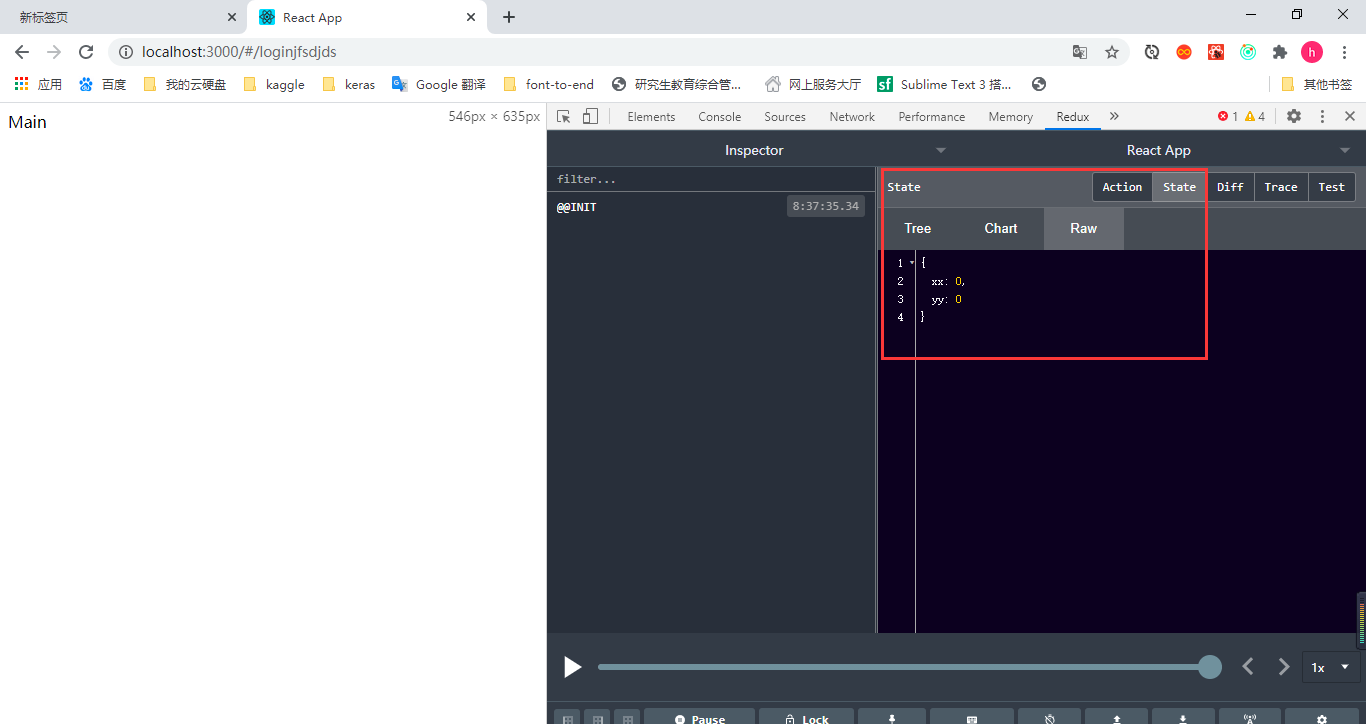 新标签页
React App
localhost:3000/#/loginjfsdjds
h
应用
百度
我的云硬盘
kaggle
keras
Google 翻译
font-to-end
研究生教育综合管...
网上服务大厅
sf
Sublime Text 3 搭...
其他书签
Main
546px × 635px
Elements
Console
Sources
Network
Performance
Memory
Redux
1
4
Inspector
React App
filter...
@@INIT
8:37:35.34
State
Action
State
Diff
Trace
Test
Tree
Chart
Raw
1 {
2 xx: 0,
3 yy: 0
4 }
1x
Pause
Lock